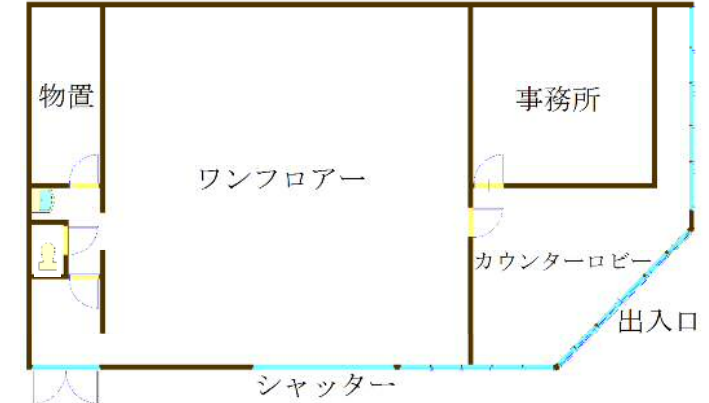 物置
事務所
ワンフロアー
カウンターロビー
出入口
シャッター